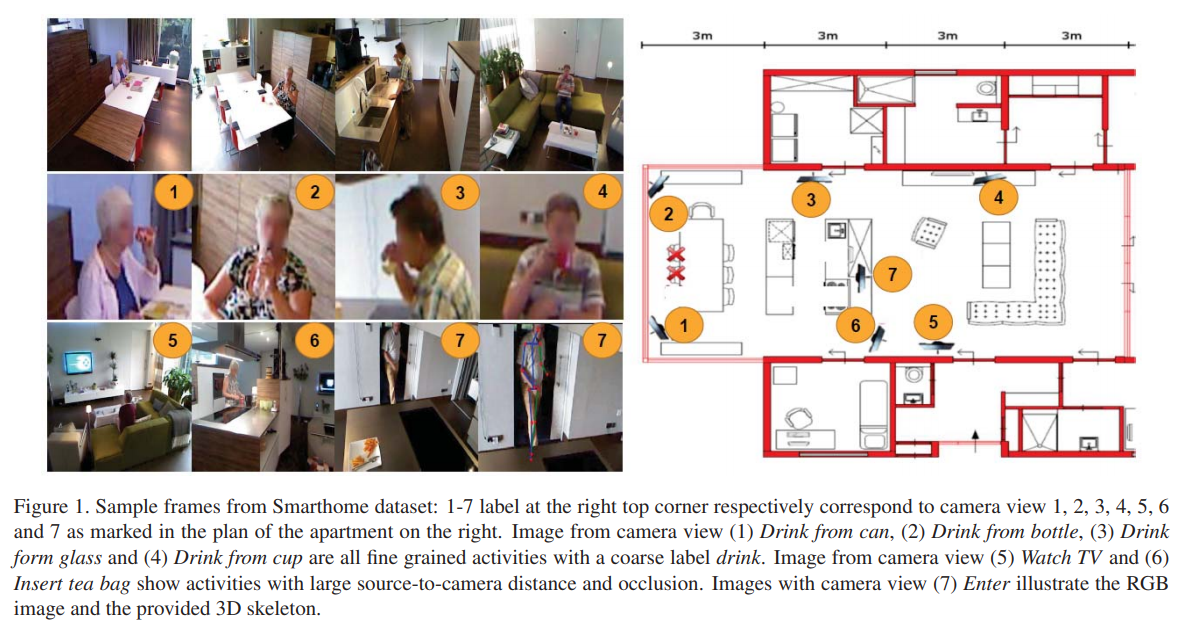 3m 3m 3m 3m
1 2 3 4
5 6 7 7
2 3 4
7
1 6 5
Figure 1. Sample frames from Smarthome dataset: 1-7 label at the right top corner respectively correspond to camera view 1, 2, 3, 4, 5, 6
and 7 as marked in the plan of the apartment on the right. Image from camera view (1) Drink from can, (2) Drink from bottle, (3) Drink
form glass and (4) Drink from cup are all fine grained activities with a coarse label drink. Image from camera view (5) Watch TV and (6)
Insert tea bag show activities with large source-to-camera distance and occlusion. Images with camera view (7) Enter illustrate the RGB
image and the provided 3D skeleton.